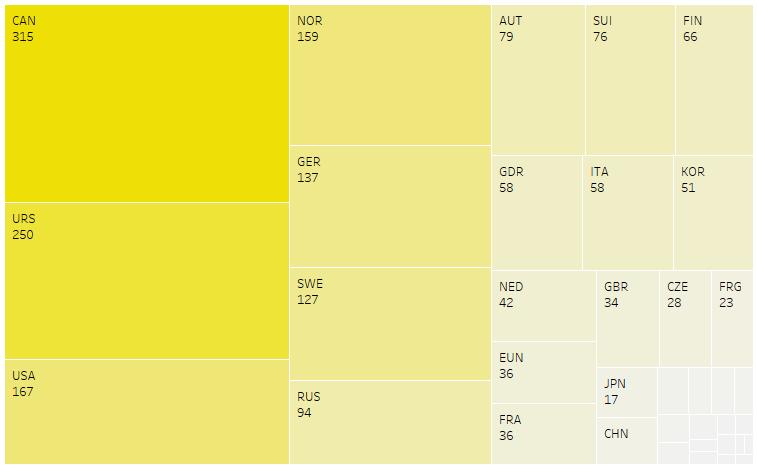 CAN
315
URS
250
USA
167
NOR
159
GER
137
SWE
127
RUS
94
AUT
79
SUI
76
FIN
66
GDR
58
ITA
58
KOR
51
NED
42
EUN
36
FRA
36
GBR
34
CZE
28
FRG
23
JPN
17
CHN